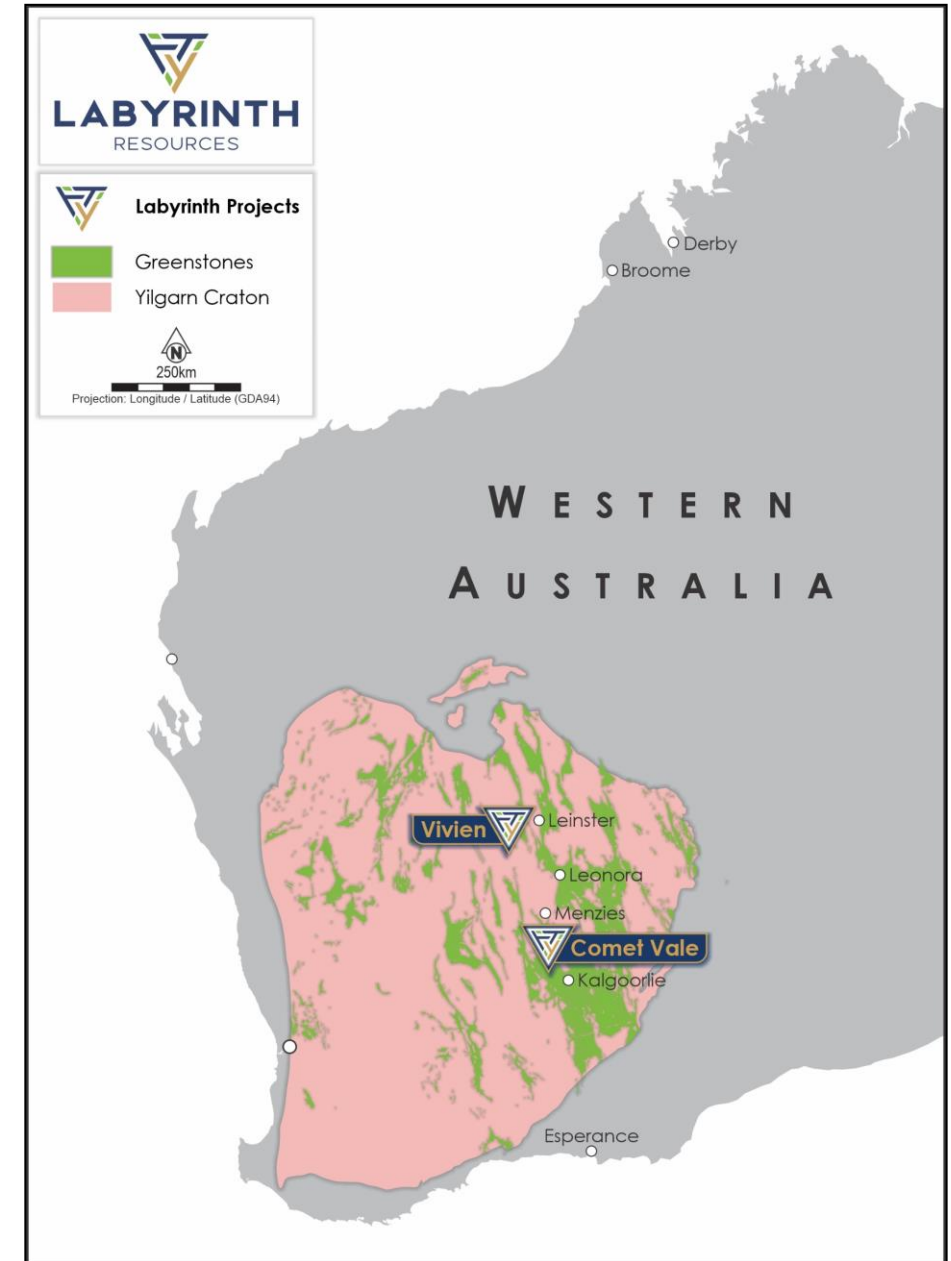 LABYRINTH
RESOURCES
Labyrinth Projects
Greenstones
Yilgarn Craton
N
250km
Projection: Longitude / Latitude (GDA94)
Derby
Broome
WESTERN
AUSTRALIA
Vivien
Leinster
Leonora
Menzies
Comet Vale
Kalgoorlie
Esperance